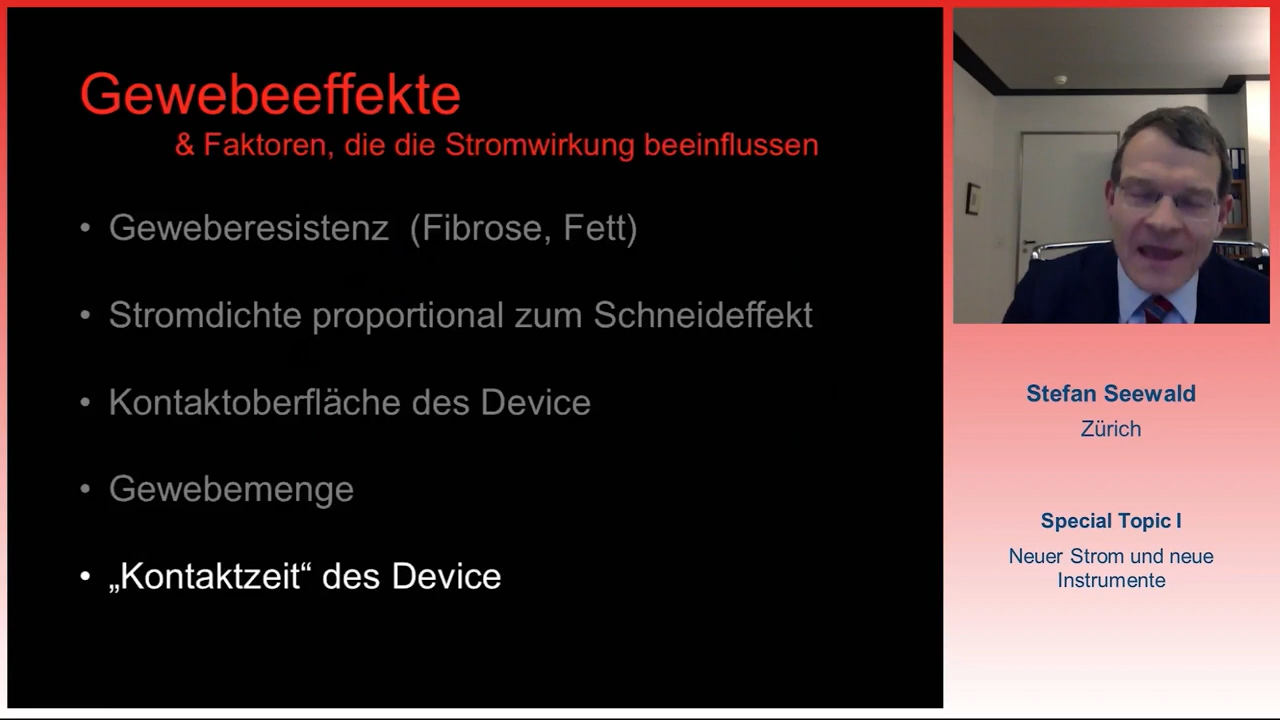 Gewebeeffekte
& Faktoren, die die Stromwirkung beeinflussen
• Geweberesistenz (Fibrose, Fett)
• Stromdichte proportional zum Schneideffekt
• Kontaktoberfläche des Device
• Gewebemenge
• „Kontaktzeit“ des Device
Stefan Seewald
Zürich
Special Topic I
Neuer Strom und neue
Instrumente